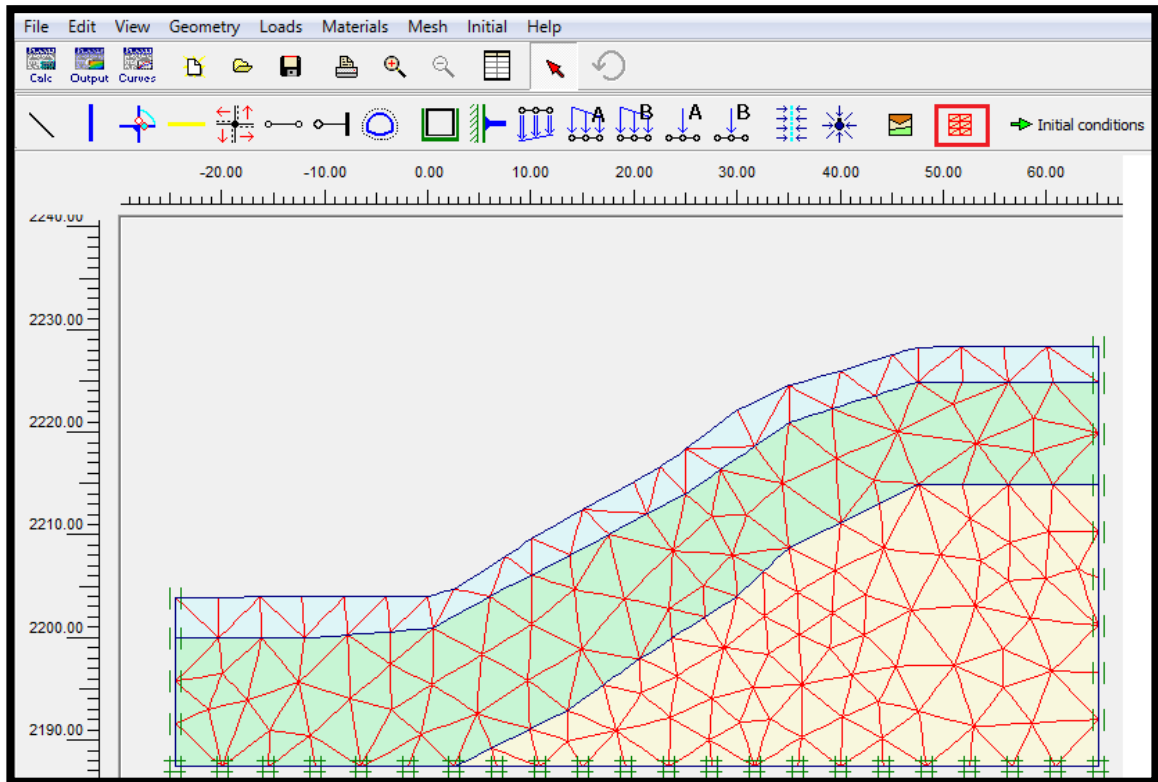 File Edit View Geometry Loads Materials Mesh Initial Help
Calc Output Curves
A B A B Initial conditions
-20.00 -10.00 0.00 10.00 20.00 30.00 40.00 50.00 60.00
2240.00
2230.00
2220.00
2210.00
2200.00
2190.00